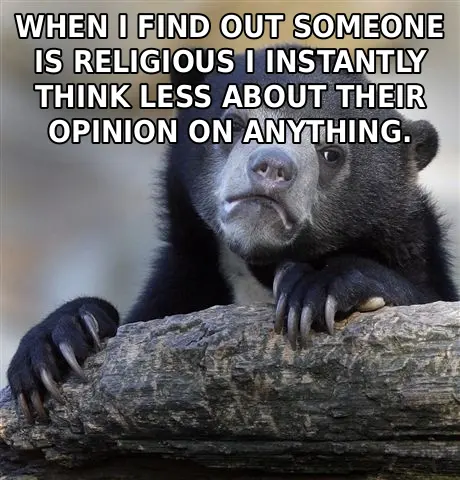 WHEN I FIND OUT SOMEONE
IS RELIGIOUS I INSTANTLY
THINK LESS ABOUT THEIR
OPINION ON ANYTHING.